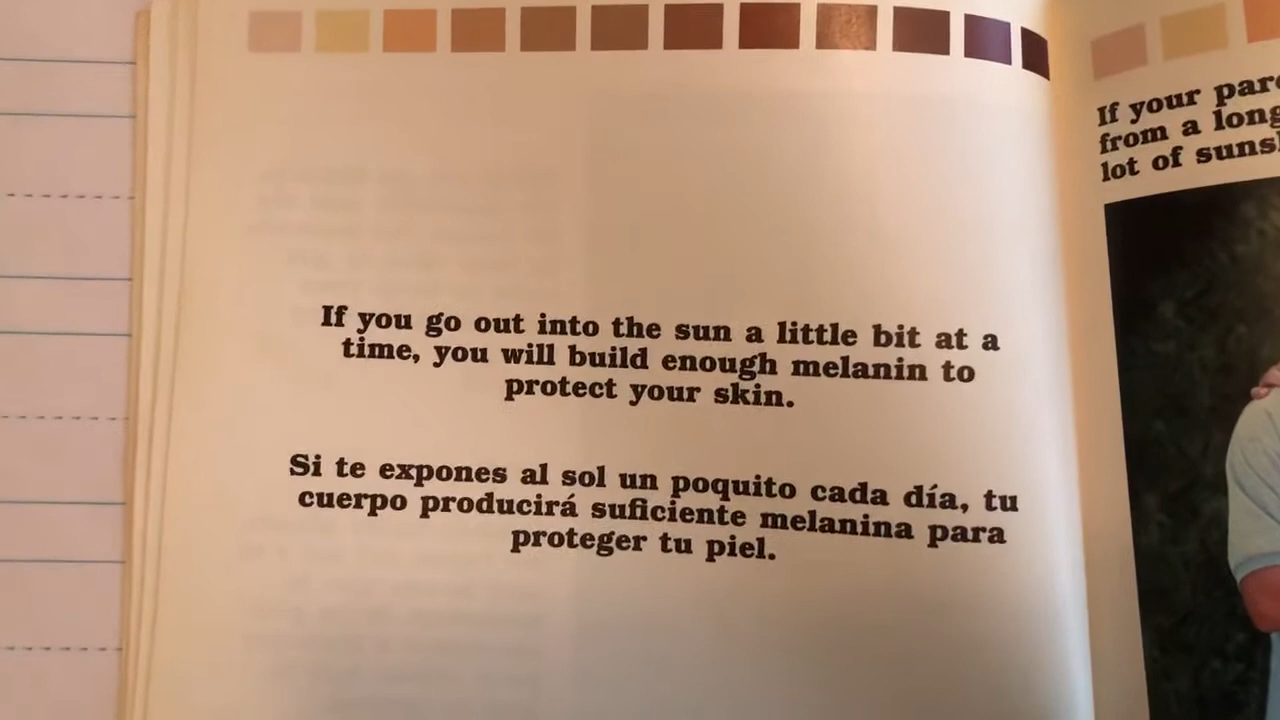 If you go out into the sun a little bit at a
time, you will build enough melanin to
protect your skin.
Si te expones al sol un poquito cada día, tu
cuerpo producirá suficiente melanina para
proteger tu piel.
If your
from a long
lot of